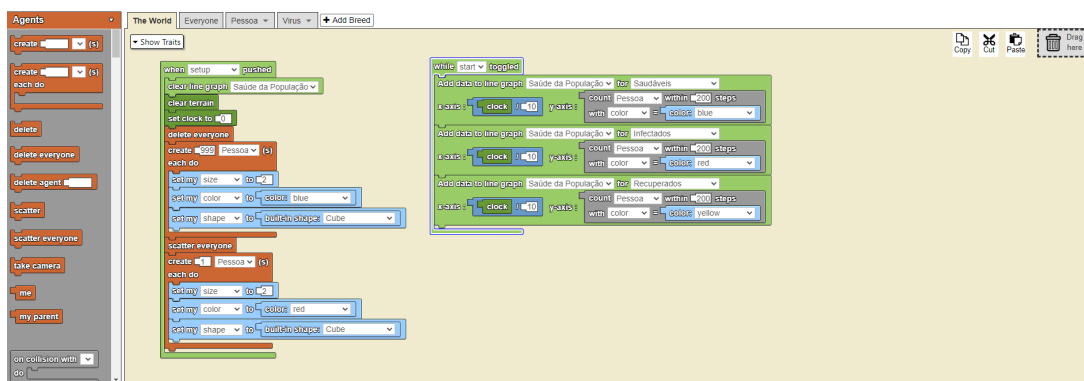 Agents
The World
Everyone
Pessoa
Virus
+ Add Breed
Show Traits
Copy
Cut
Paste
Drag
here
create (s)
create (s)
each do
delete
delete everyone
delete agent
scatter
scatter everyone
take camera
me
my parent
on collision with
do
when setup pushed
clear line graph Saúde da População
clear terrain
set clock to 0
delete everyone
create 999 Pessoa (s)
each do
set my size to 2
set my color to color: blue
set my shape to built-in shape: Cube
scatter everyone
create 1 Pessoa (s)
each do
set my size to 2
set my color to color: red
set my shape to built-in shape: Cube
while start toggled
Add data to line graph Saúde da População for Saudáveis
x-axis : clock / 10 y-axis : count Pessoa within 200 steps
with color = color: blue
Add data to line graph Saúde da População for Infectados
x-axis : clock / 10 y-axis : count Pessoa within 200 steps
with color = color: red
Add data to line graph Saúde da População for Recuperados
x-axis : clock / 10 y-axis : count Pessoa within 200 steps
with color = color: yellow